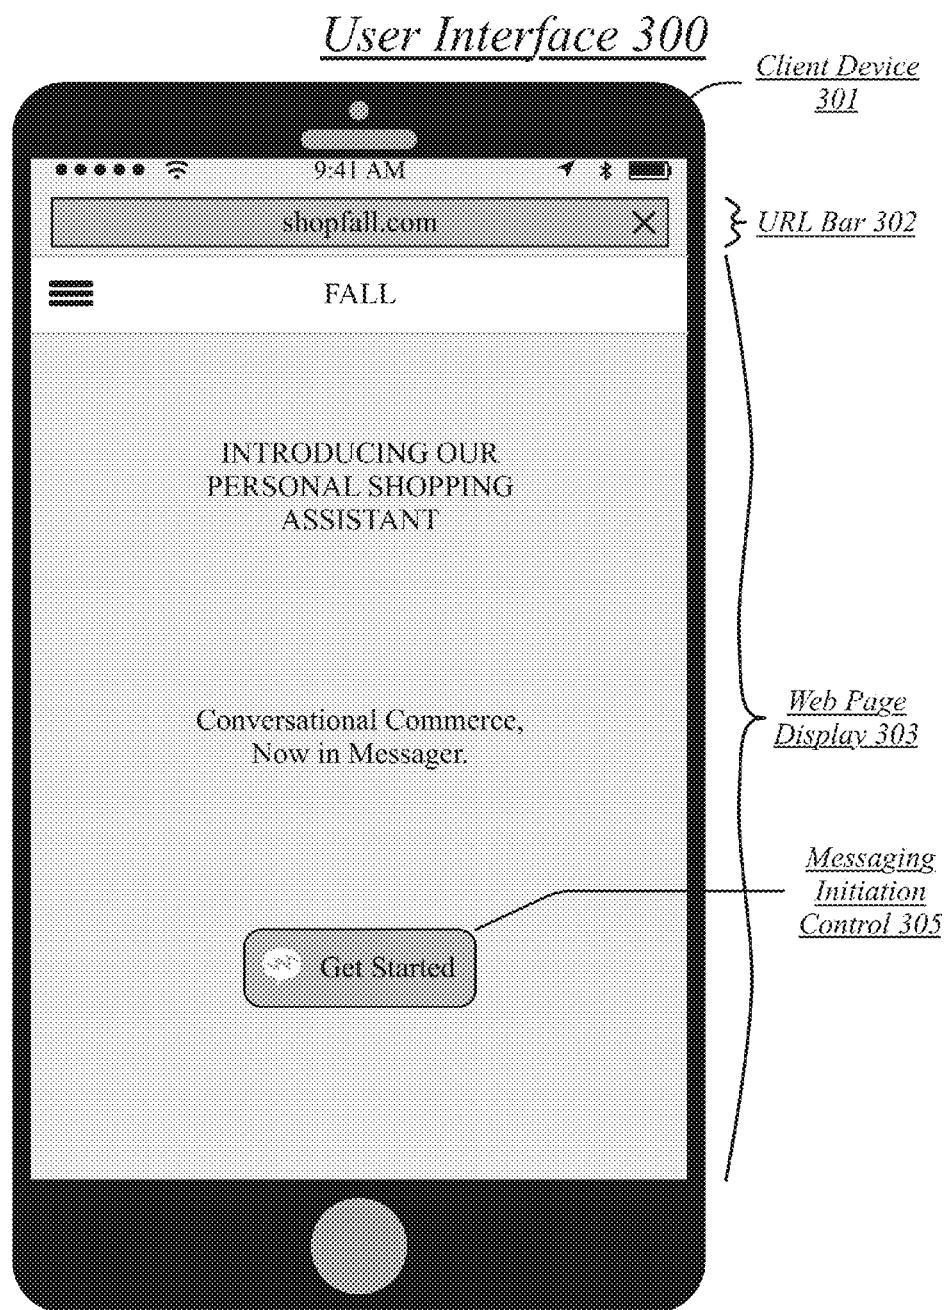 User Interface 300
Client Device
301
9:41 AM
shopfall.com
URL Bar 302
FALL
INTRODUCING OUR
PERSONAL SHOPPING
ASSISTANT
Conversational Commerce,
Now in Messager.
Web Page
Display 303
Messaging
Initiation
Control 305
Get Started